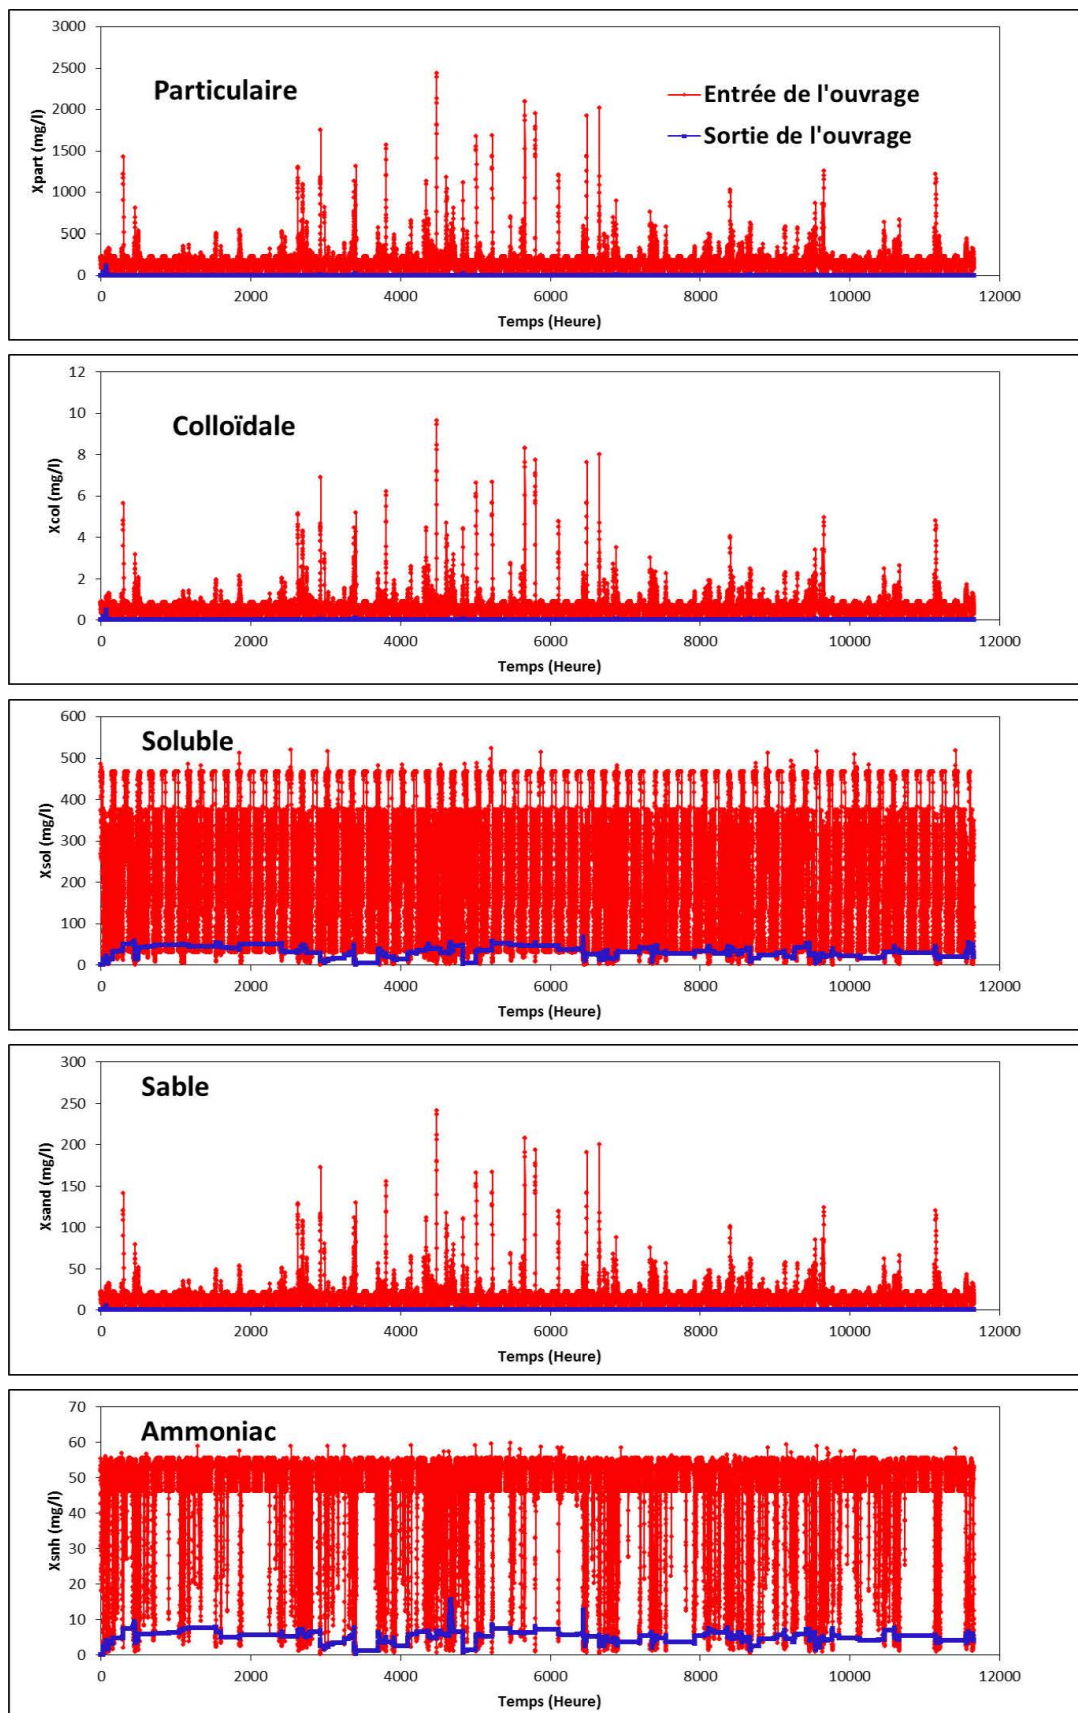 3000
2500
2000
1500
1000
500
0
Xpart (mg/l)
Particulaire
Entrée de l'ouvrage
Sortie de l'ouvrage
0 2000 4000 6000 8000 10000 12000
Temps (Heure)
12
10
8
6
4
2
0
Xcol (mg/l)
Colloïdale
0 2000 4000 6000 8000 10000 12000
Temps (Heure)
600
500
400
300
200
100
0
Xsol (mg/l)
Soluble
0 2000 4000 6000 8000 10000 12000
Temps (Heure)
300
250
200
150
100
50
0
Xsand (mg/l)
Sable
0 2000 4000 6000 8000 10000 12000
Temps (Heure)
70
60
50
40
30
20
10
0
Xsnh (mg/l)
Ammoniac
0 2000 4000 6000 8000 10000 12000
Temps (Heure)